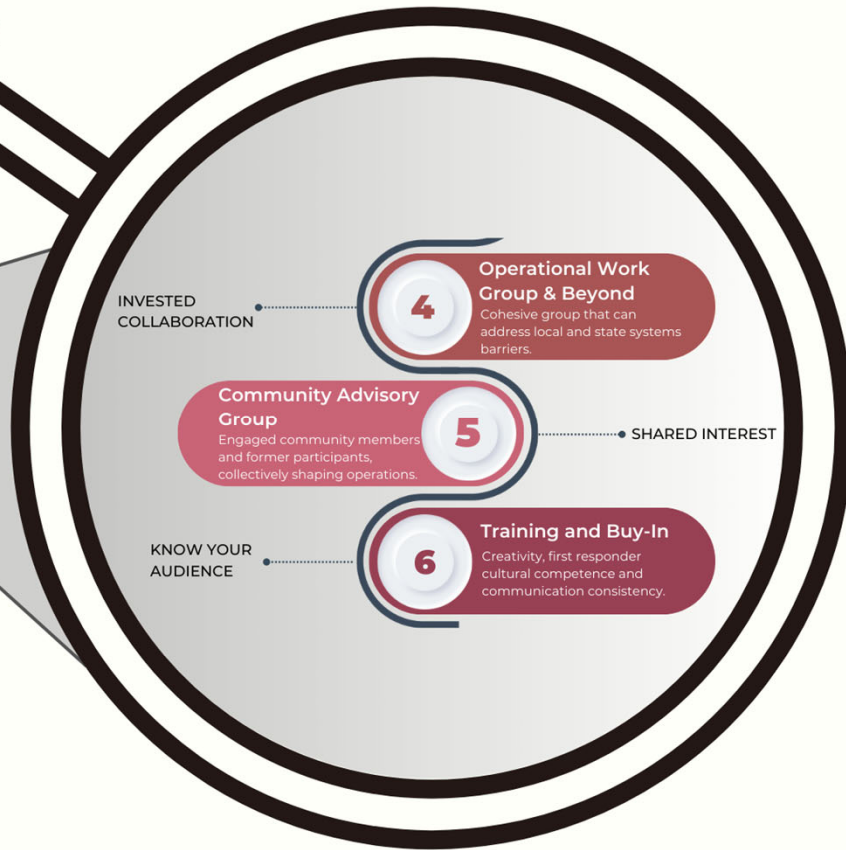 INVESTED
COLLABORATION
4
Operational Work
Group & Beyond
Cohesive group that can
address local and state systems
barriers.
Community Advisory
Group
Engaged community members
and former participants,
collectively shaping operations.
5
SHARED INTEREST
KNOW YOUR
AUDIENCE
6
Training and Buy-In
Creativity, first responder
cultural competence and
communication consistency.